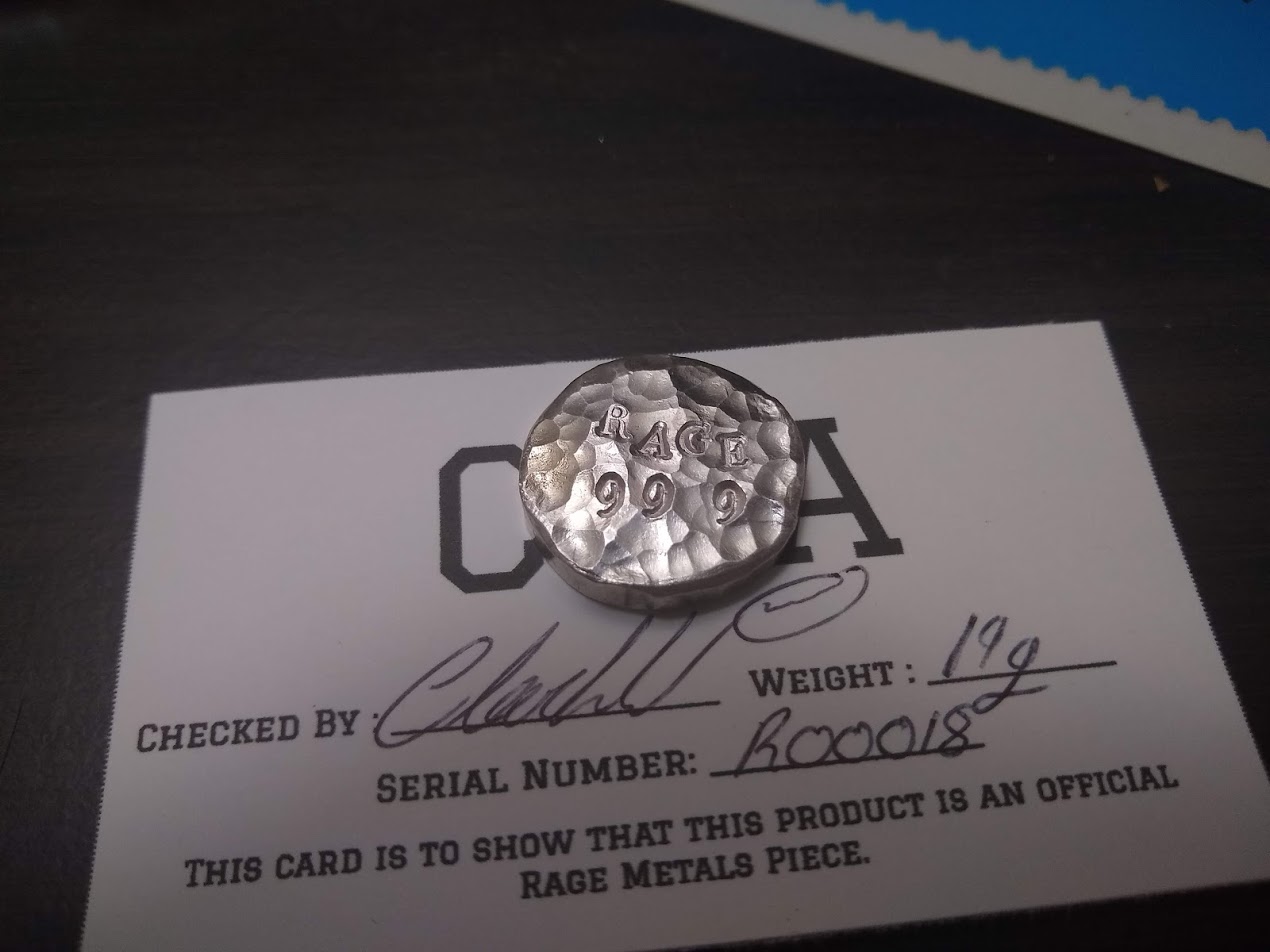 RAGE
999
Checked By :
Weight : 19g
Serial Number: R00018
This card is to show that this product is an official
Rage Metals Piece.